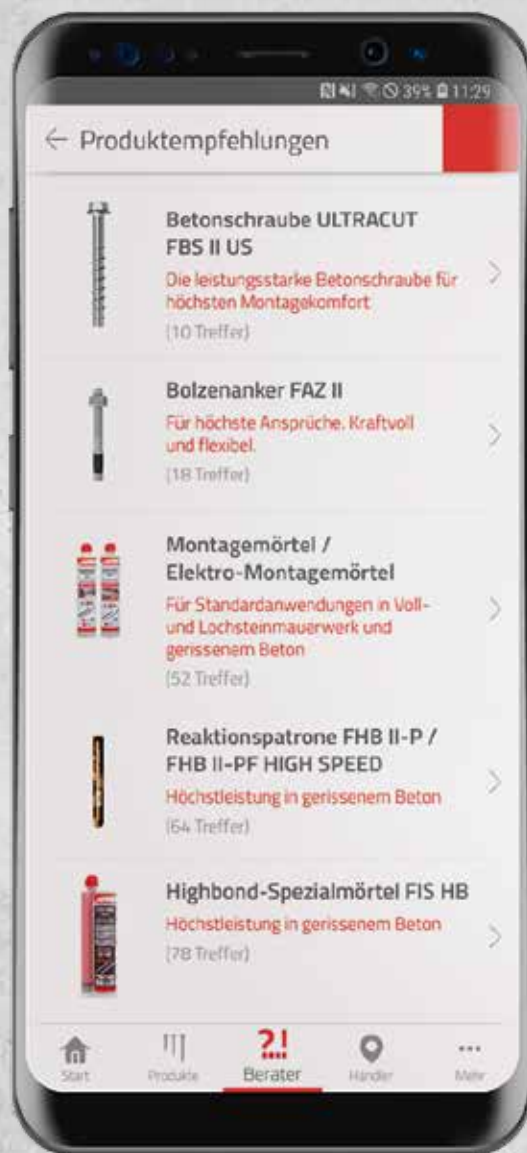 39% 11:29
← Produktempfehlungen
Betonschraube ULTRACUT
FBS II US
Die leistungsstarke Betonschraube für
höchsten Montagekomfort
(10 Treffer)
Bolzenanker FAZ II
Für höchste Ansprüche. Kraftvoll
und flexibel.
(18 Treffer)
Montagemörtel /
Elektro-Montagemörtel
Für Standardanwendungen in Voll-
und Lochsteinmauerwerk und
gerissenem Beton
(52 Treffer)
Reaktionspatrone FHB II-P /
FHB II-PF HIGH SPEED
Höchstleistung in gerissenem Beton
(64 Treffer)
Highbond-Spezialmörtel FIS HB
Höchstleistung in gerissenem Beton
(78 Treffer)
Start Produkte Berater Händler Mehr